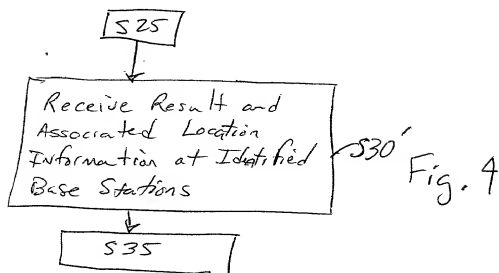 S25
Receive Result and
Associated Location
Information at Identified
Base Stations
S30'
Fig. 4
S35